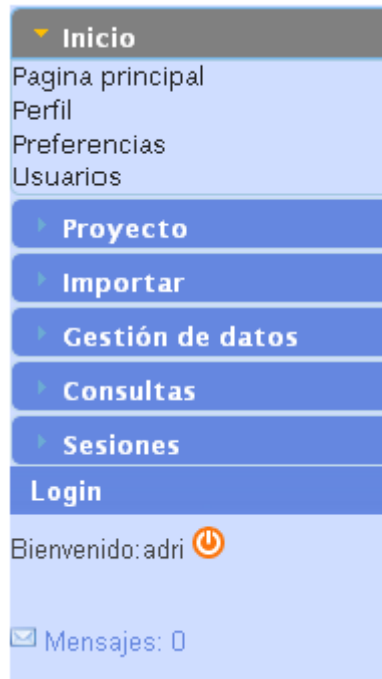 Inicio
Pagina principal
Perfil
Preferencias
Usuarios
Proyecto
Importar
Gestión de datos
Consultas
Sesiones
Login
Bienvenido:adri
Mensajes: 0